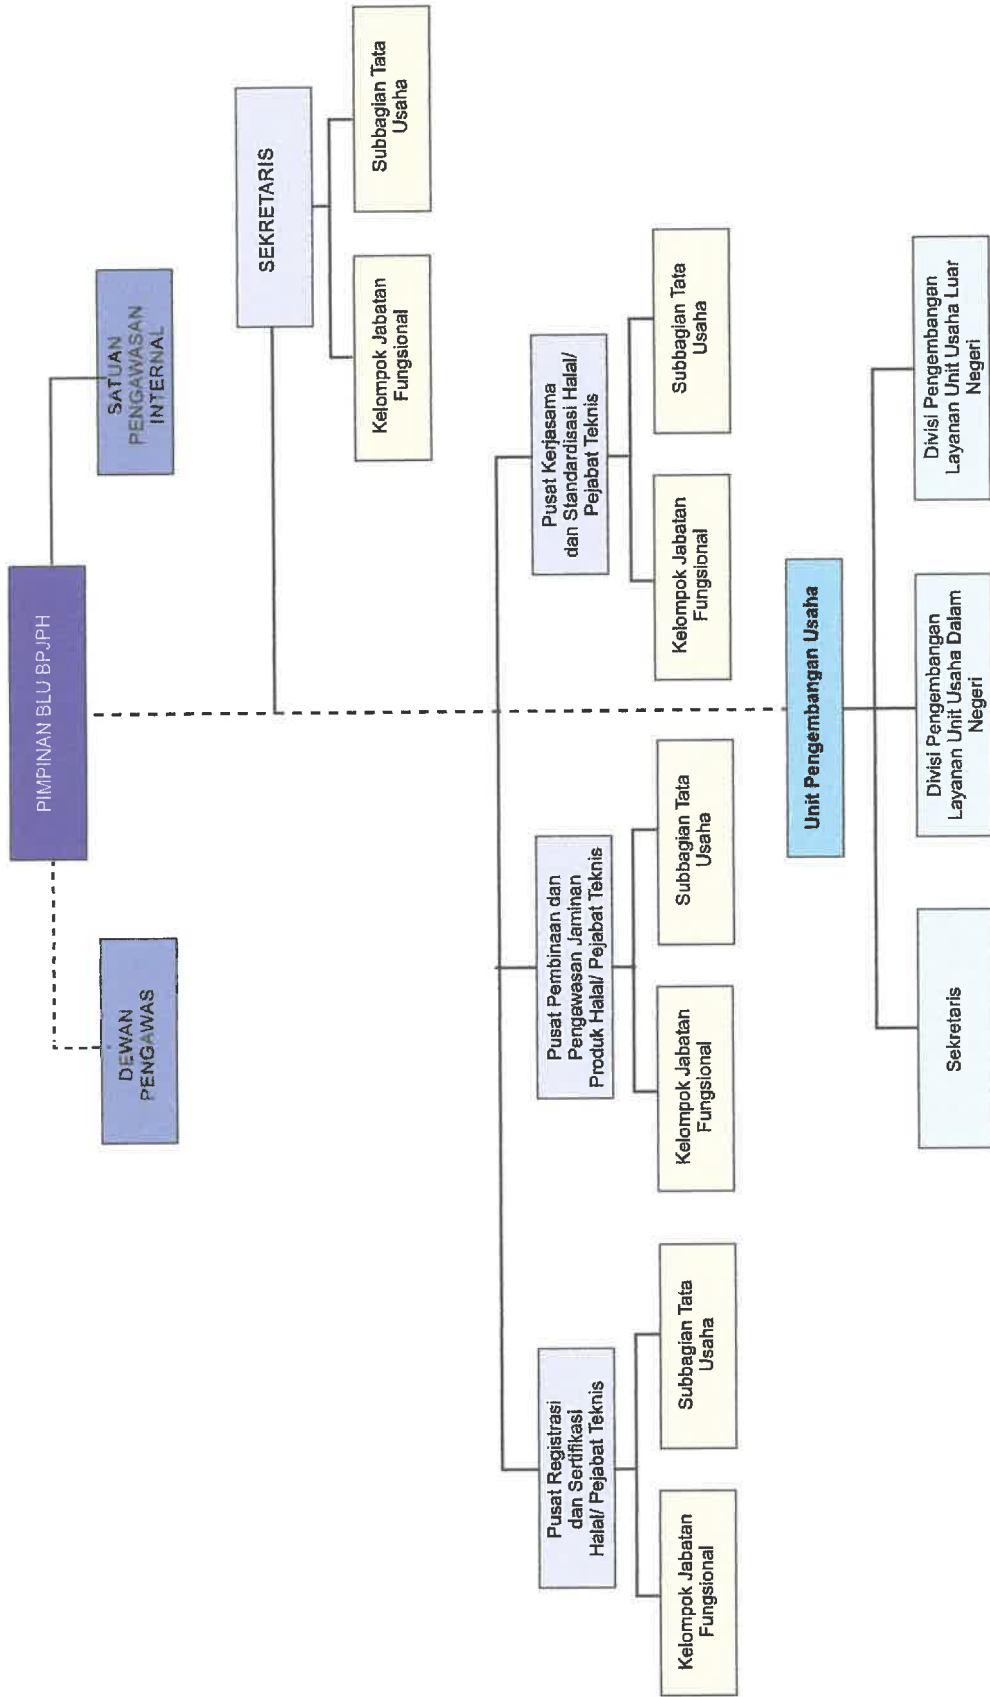 PIMPINAN BLU BPJPH
DEWAN
PENGAWAS
SATUAN
PENGAWASAN
INTERNAL
SEKRETARIS
Kelompok Jabatan
Fungsional
Subbagian Tata
Usaha
Pusat Registrasi
dan Sertifikasi
Halal/ Pejabat Teknis
Kelompok Jabatan
Fungsional
Subbagian Tata
Usaha
Pusat Pembinaan dan
Pengawasan Jaminan
Produk Halal/ Pejabat Teknis
Kelompok Jabatan
Fungsional
Subbagian Tata
Usaha
Pusat Kerjasama
dan Standardisasi Halal/
Pejabat Teknis
Kelompok Jabatan
Fungsional
Subbagian Tata
Usaha
Unit Pengembangan Usaha
Sekretaris
Divisi Pengembangan
Layanan Unit Usaha Dalam
Negeri
Divisi Pengembangan
Layanan Unit Usaha Luar
Negeri